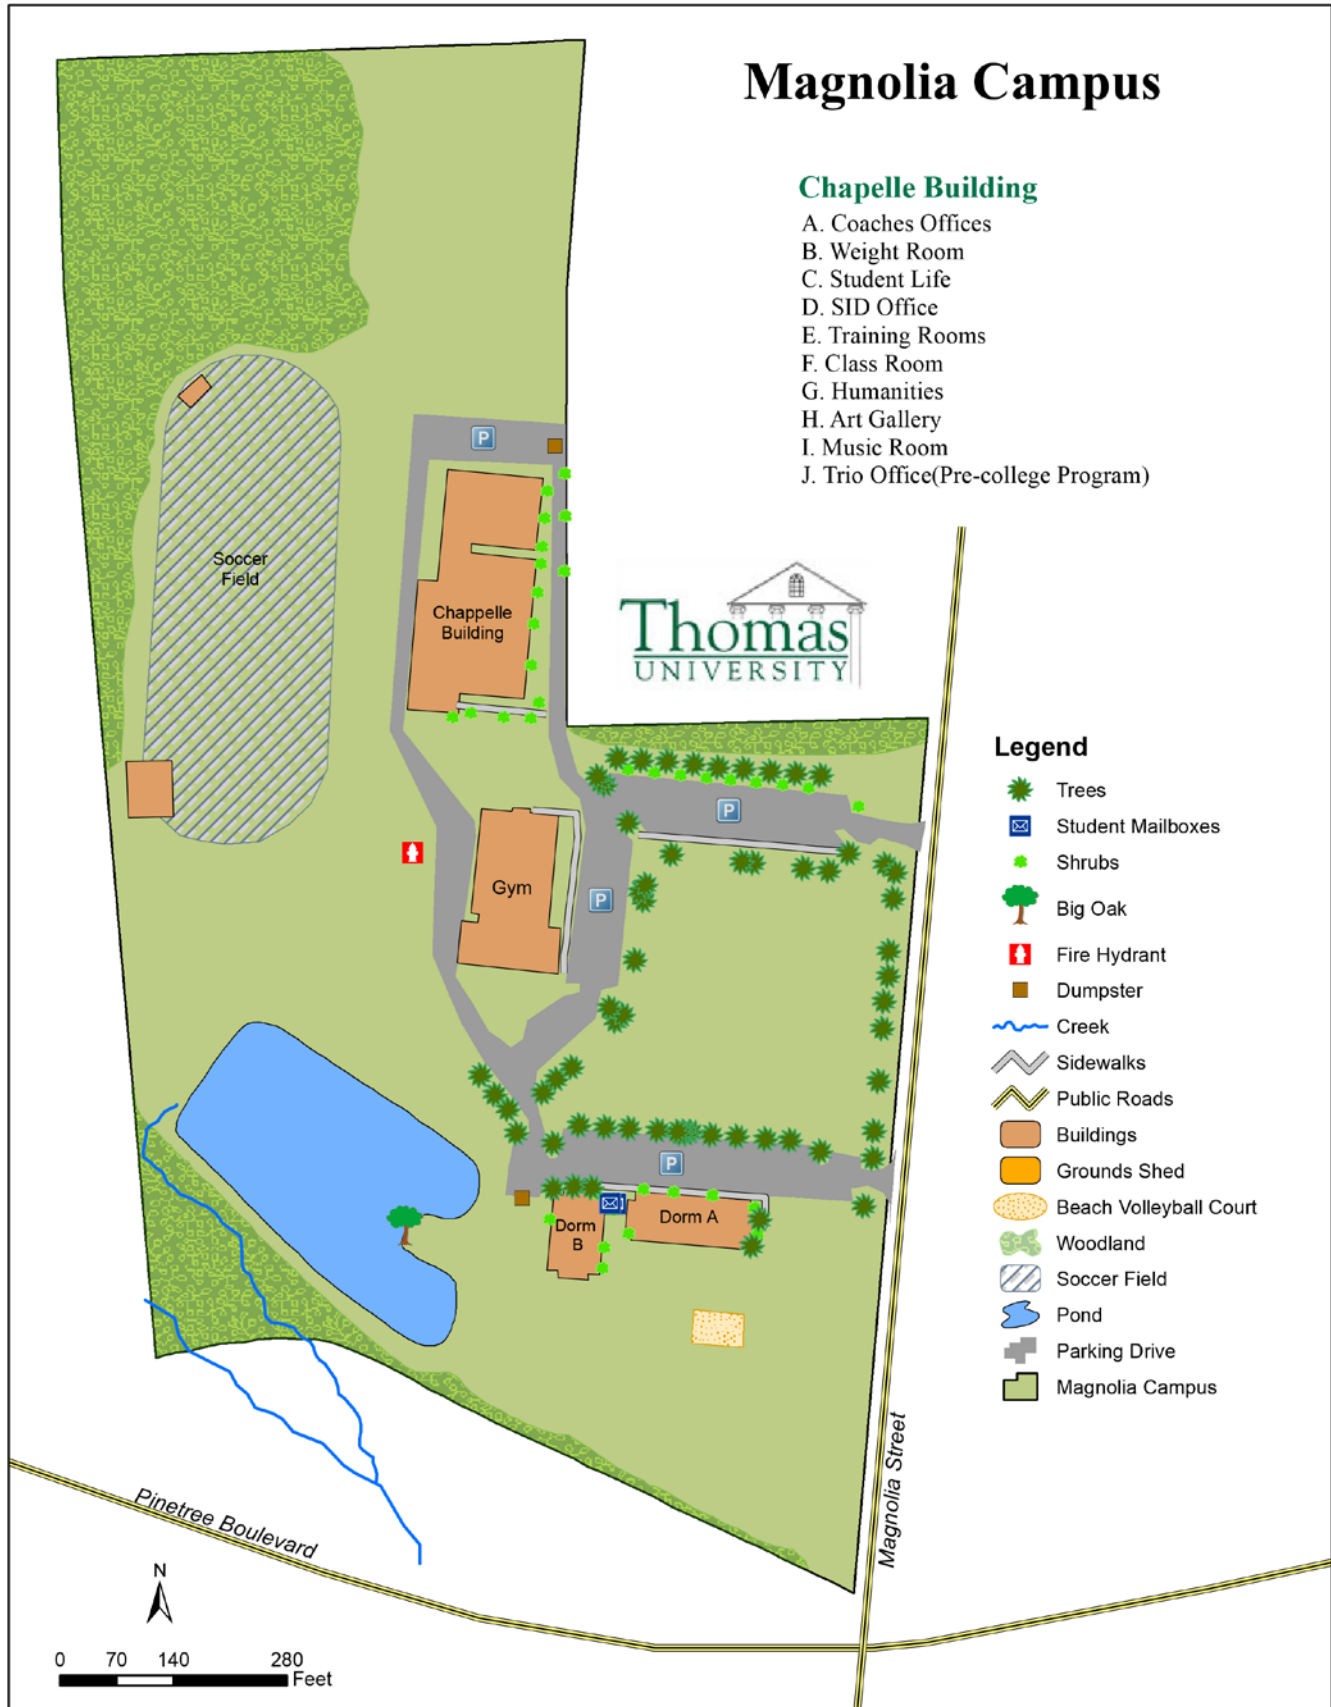 Magnolia Campus
Chapelle Building
A. Coaches Offices
B. Weight Room
C. Student Life
D. SID Office
E. Training Rooms
F. Class Room
G. Humanities
H. Art Gallery
I. Music Room
J. Trio Office(Pre-college Program)
P
Soccer
Field
Chappelle
Building
Thomas
UNIVERSITY
P
Gym
P
P
Dorm
B
Dorm A
Legend
Trees
Student Mailboxes
Shrubs
Big Oak
Fire Hydrant
Dumpster
Creek
Sidewalks
Public Roads
Buildings
Grounds Shed
Beach Volleyball Court
Woodland
Soccer Field
Pond
Parking Drive
Magnolia Campus
Magnolia Street
Pinetree Boulevard
N
0 70 140 280
Feet